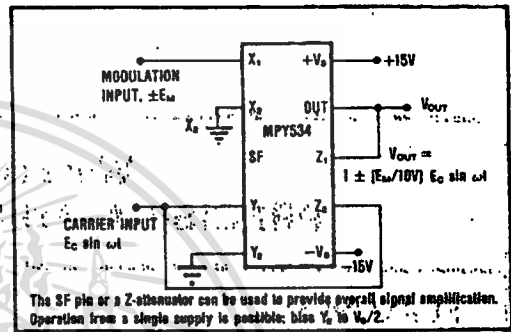 MODULATION
INPUT, ±E_M
X₁
+Vₛ
+15V
X₂
X₂
OUT
V_OUT
MPY534
SF
Z₁
V_OUT =
1 ± (E_M/10V) E_C sin ωt
Y₁
Z₂
CARRIER INPUT
E_C sin ωt
Y₂
−Vₛ
−15V
The SF pin or a Z-attenuator can be used to provide overall signal amplification.
Operation from a single supply is possible; bias Y₂ to Vₛ/2.